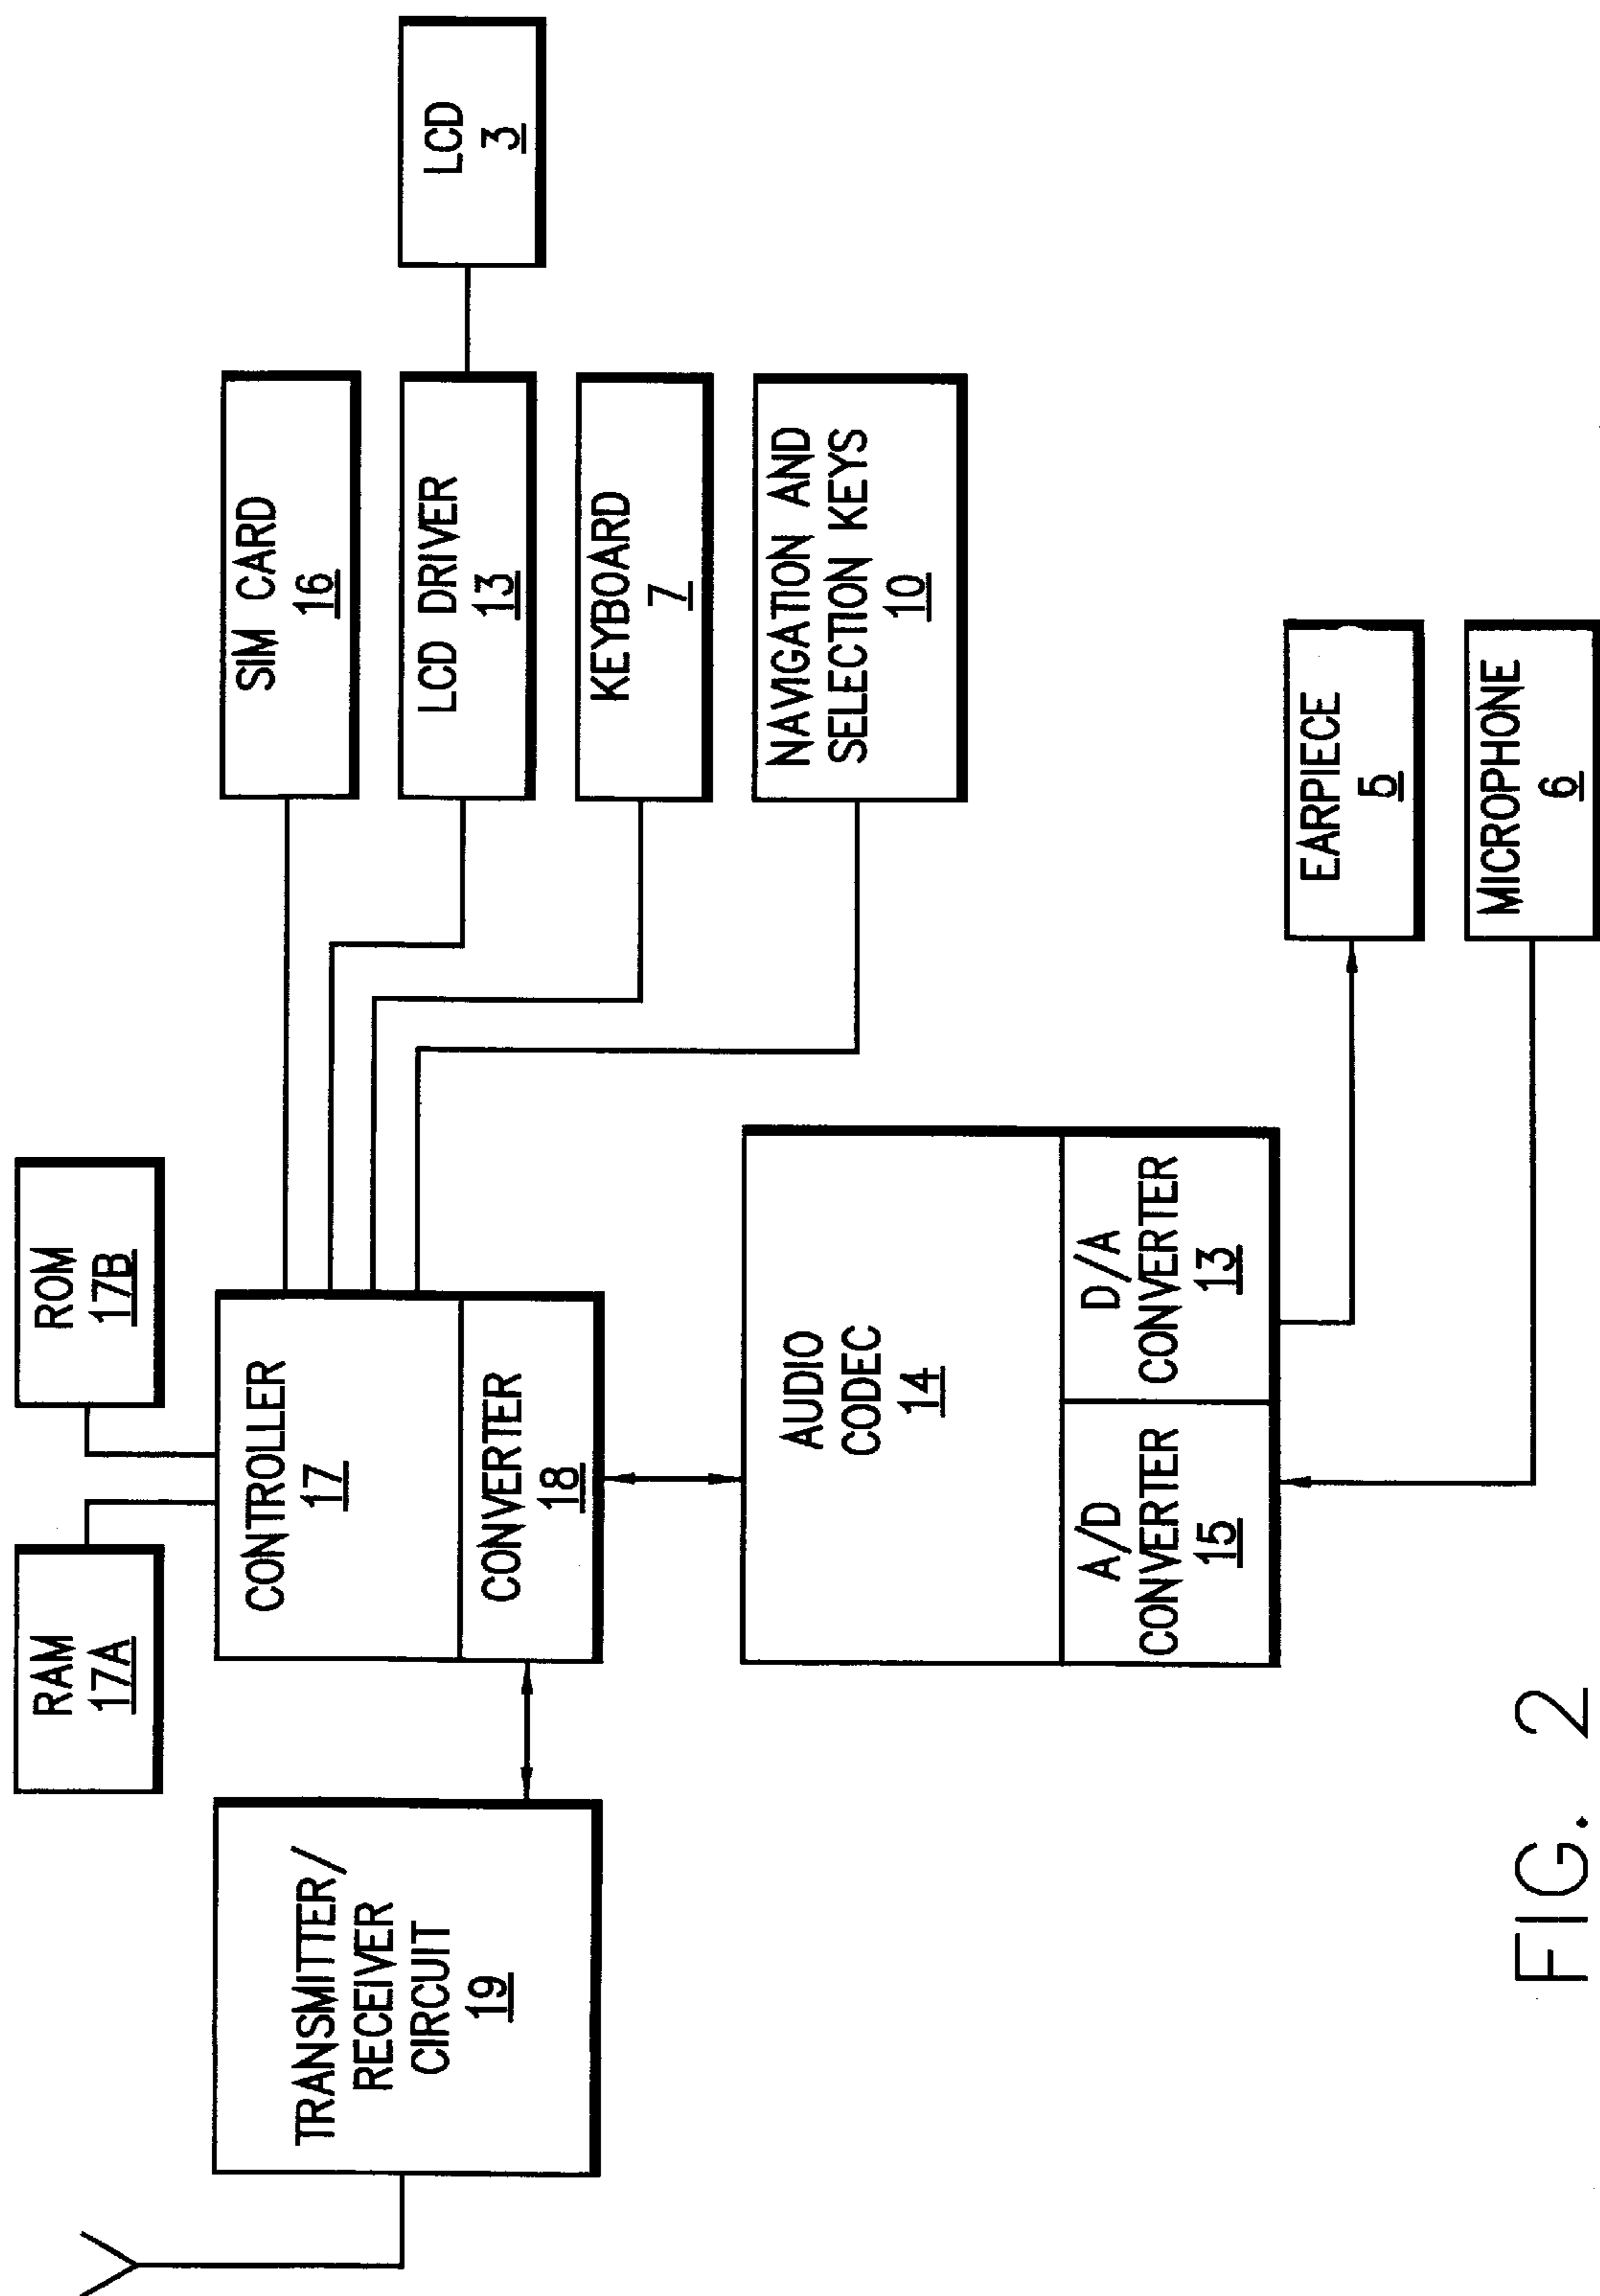 RAM
17A
ROM
17B
TRANSMITTER/
RECEIVER
CIRCUIT
19
CONTROLLER
17
CONVERTER
18
SIM CARD
16
LCD DRIVER
13
LCD
3
KEYBOARD
7
NAVIGATION AND
SELECTION KEYS
10
AUDIO
CODEC
14
A/D
CONVERTER
15
D/A
CONVERTER
13
EARPIECE
5
MICROPHONE
6
FIG. 2